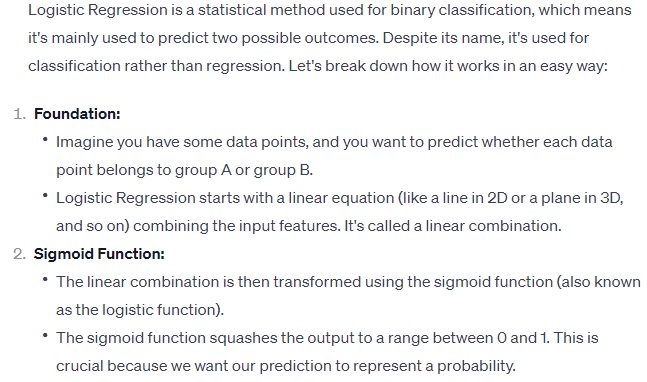 Logistic Regression is a statistical method used for binary classification, which means
it's mainly used to predict two possible outcomes. Despite its name, it's used for
classification rather than regression. Let's break down how it works in an easy way:
1. Foundation:
• Imagine you have some data points, and you want to predict whether each data
point belongs to group A or group B.
• Logistic Regression starts with a linear equation (like a line in 2D or a plane in 3D,
and so on) combining the input features. It's called a linear combination.
2. Sigmoid Function:
• The linear combination is then transformed using the sigmoid function (also known
as the logistic function).
• The sigmoid function squashes the output to a range between 0 and 1. This is
crucial because we want our prediction to represent a probability.